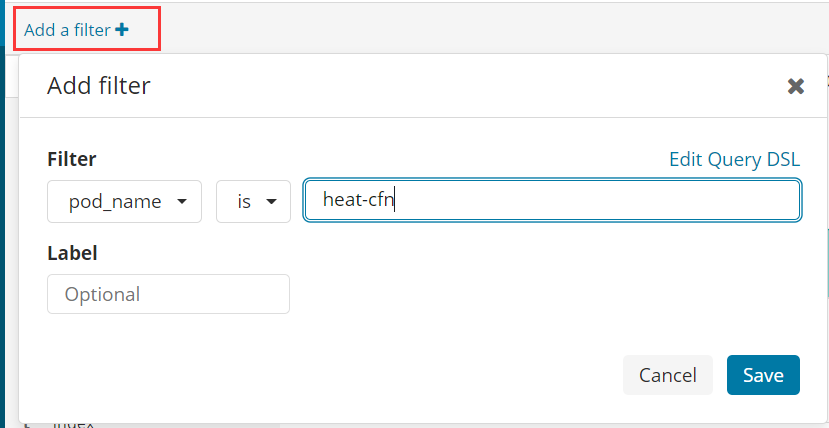 Add a filter +
Add filter ✖
Filter Edit Query DSL
pod_name is heat-cfn
Label
Optional
Cancel Save